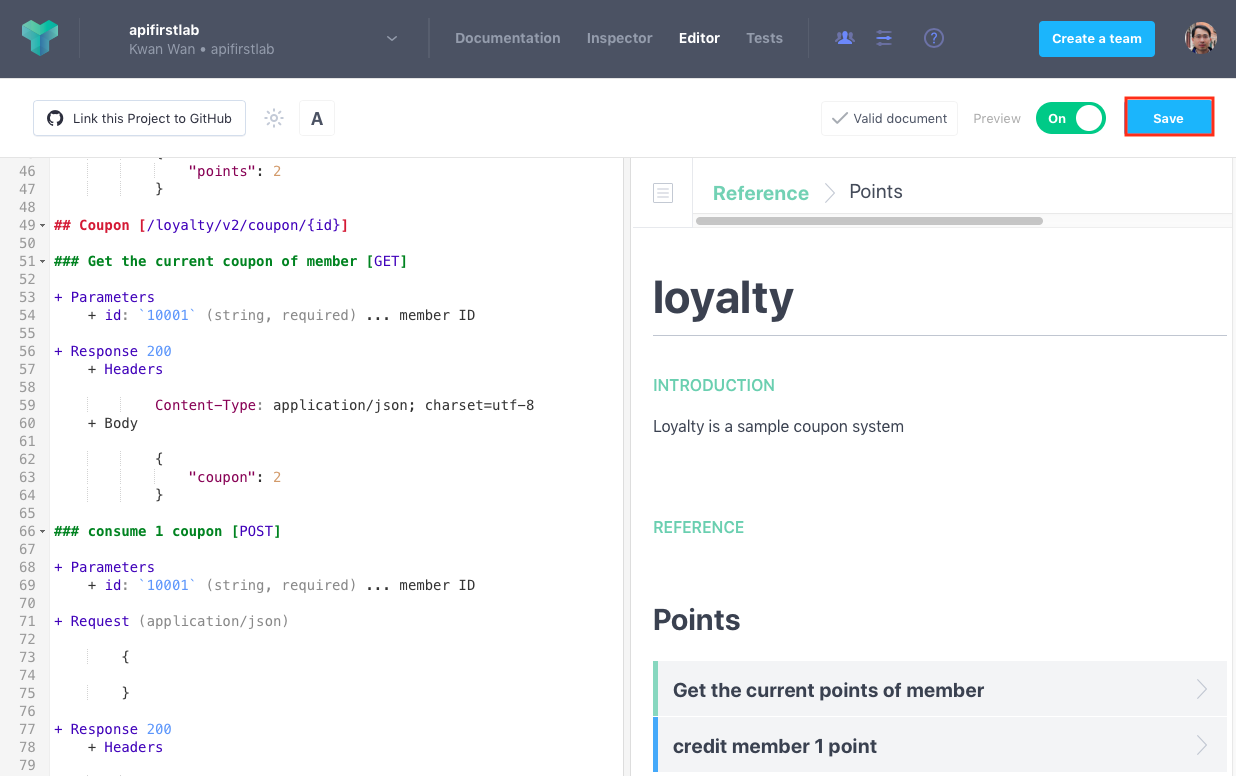 apifirstlab
Kwan Wan • apifirstlab
Documentation Inspector Editor Tests
?
Create a team
Link this Project to GitHub
A
Valid document
Preview
On
Save
46 "points": 2
47 }
48
49 ## Coupon [/loyalty/v2/coupon/{id}]
50
51 ### Get the current coupon of member [GET]
52
53 + Parameters
54 + id: `10001` (string, required) ... member ID
55
56 + Response 200
57 + Headers
58
59 Content-Type: application/json; charset=utf-8
60 + Body
61
62 {
63 "coupon": 2
64 }
65
66 ### consume 1 coupon [POST]
67
68 + Parameters
69 + id: `10001` (string, required) ... member ID
70
71 + Request (application/json)
72
73 {
74
75 }
76
77 + Response 200
78 + Headers
79
Reference Points
loyalty
INTRODUCTION
Loyalty is a sample coupon system
REFERENCE
Points
Get the current points of member
credit member 1 point